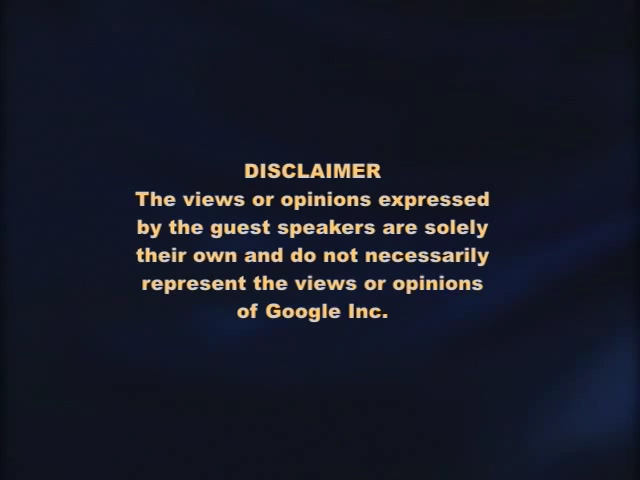 DISCLAIMER
The views or opinions expressed
by the guest speakers are solely
their own and do not necessarily
represent the views or opinions
of Google Inc.